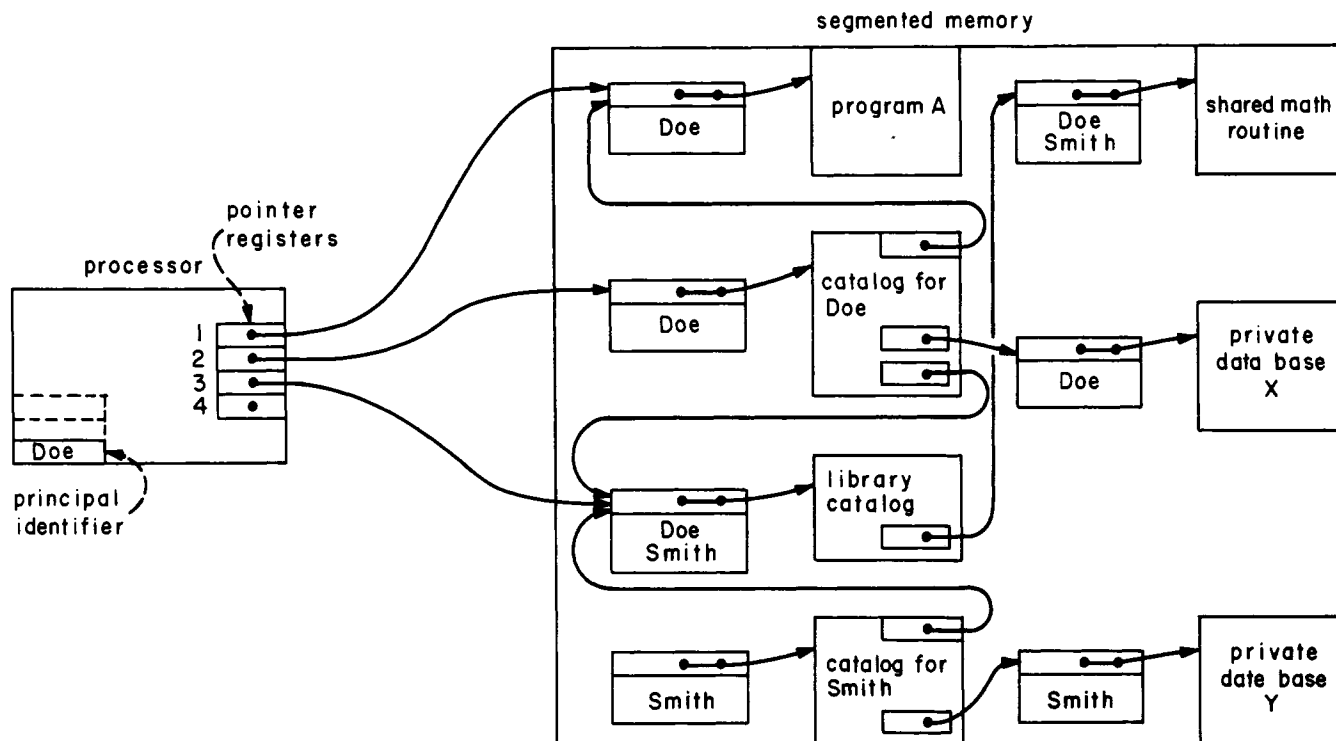 segmented memory
Doe
program A
Doe
Smith
shared math
routine
pointer
registers
processor
1
2
3
4
Doe
principal
identifier
Doe
catalog for
Doe
Doe
private
data base
X
Doe
Smith
library
catalog
Smith
catalog for
Smith
Smith
private
date base
Y